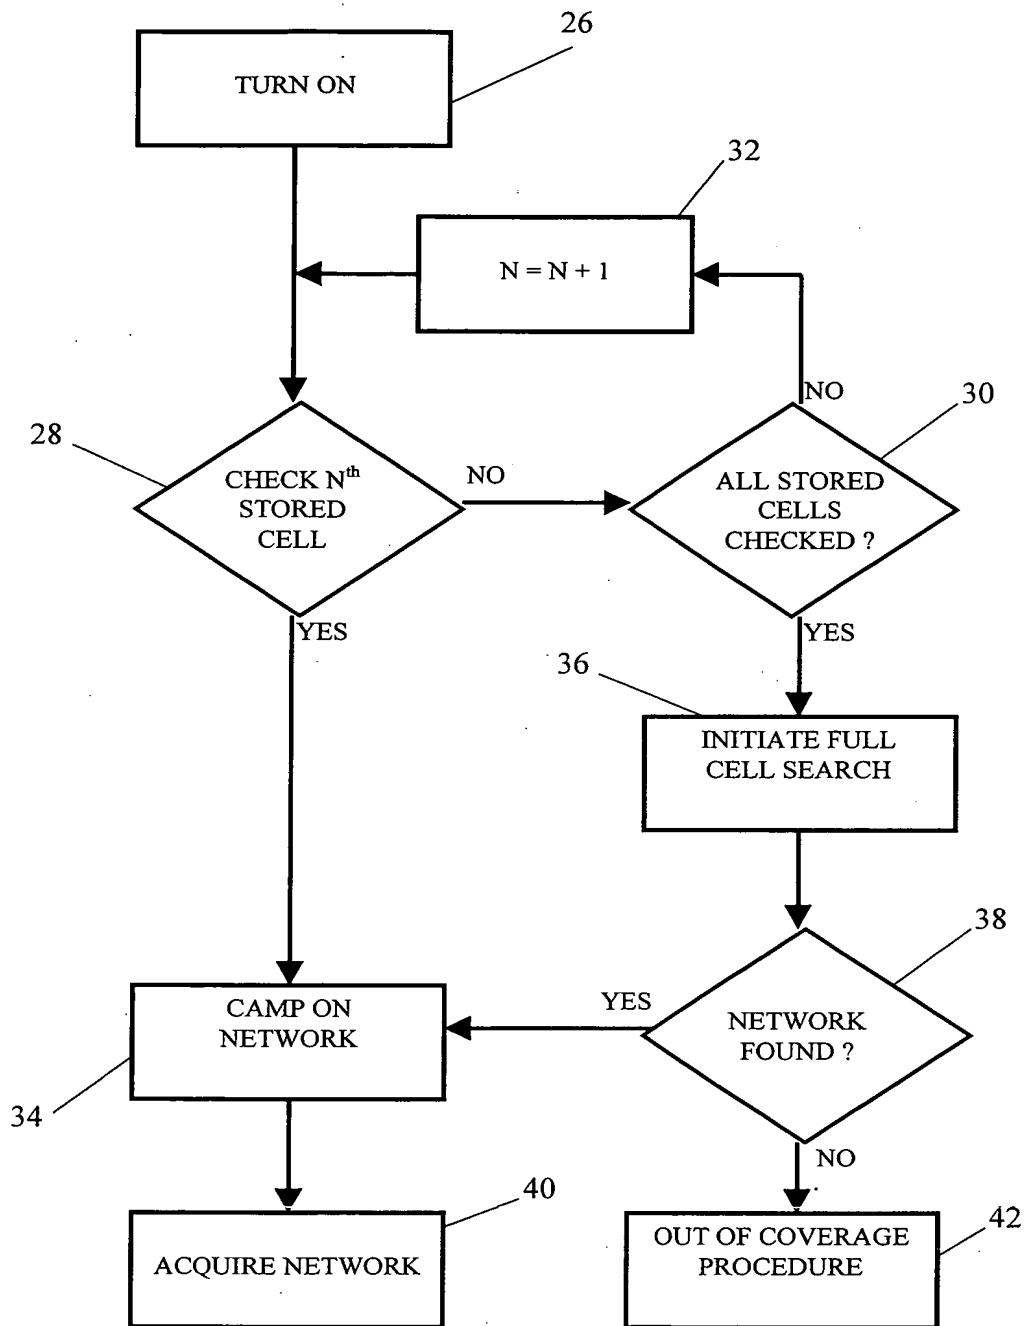 26
TURN ON
32
N = N + 1
NO
30
28
CHECK Nth
STORED
CELL
NO
ALL STORED
CELLS
CHECKED ?
YES
YES
36
INITIATE FULL
CELL SEARCH
38
CAMP ON
NETWORK
YES
NETWORK
FOUND ?
34
NO
40
42
ACQUIRE NETWORK
OUT OF COVERAGE
PROCEDURE